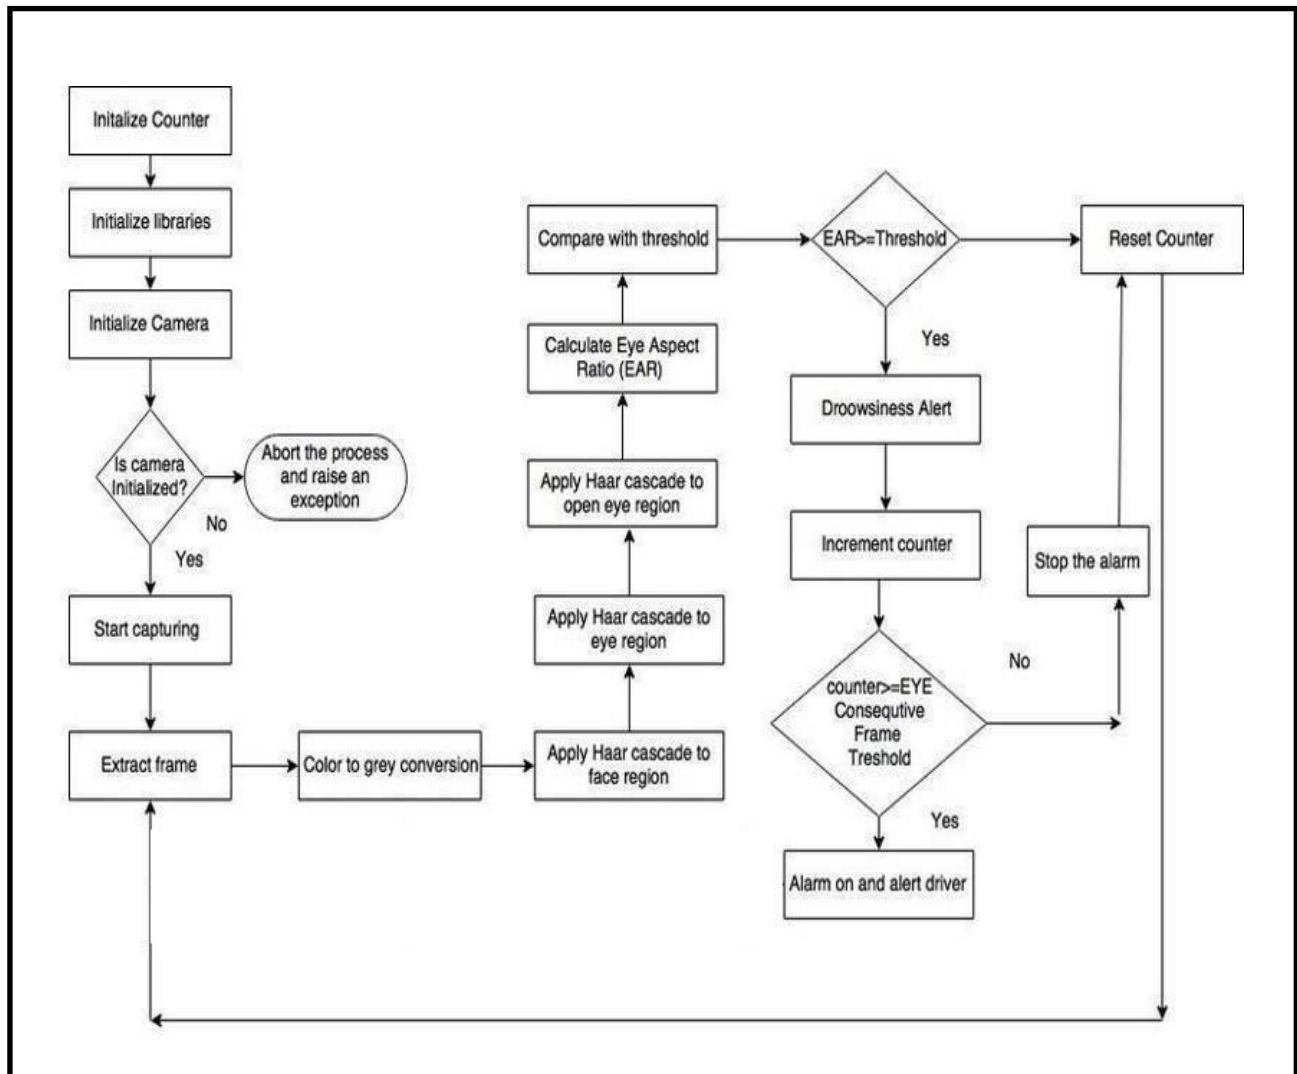 Initalize Counter
Initialize libraries
Initialize Camera
Is camera
Initialized?
No
Yes
Abort the process
and raise an
exception
Start capturing
Extract frame
Color to grey conversion
Apply Haar cascade to
face region
Apply Haar cascade to
eye region
Apply Haar cascade to
open eye region
Calculate Eye Aspect
Ratio (EAR)
Compare with threshold
EAR>=Threshold
Yes
Reset Counter
Droowsiness Alert
Increment counter
counter>=EYE
Consequtive
Frame
Treshold
No
Stop the alarm
Yes
Alarm on and alert driver